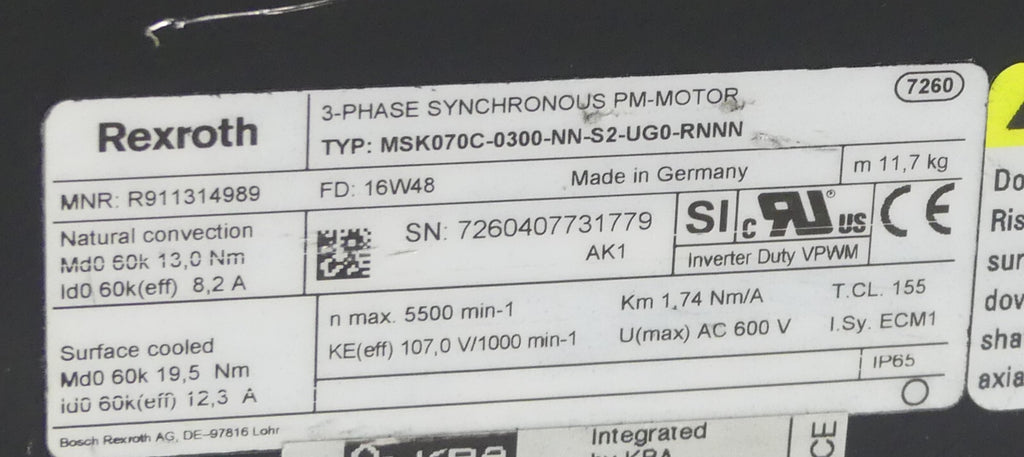 7260
Rexroth
3-PHASE SYNCHRONOUS PM-MOTOR
TYP: MSK070C-0300-NN-S2-UG0-RNNN
MNR: R911314989
FD: 16W48
Made in Germany
m 11,7 kg
Natural convection
Md0 60k 13,0 Nm
Id0 60k(eff) 8,2 A
SN: 7260407731779
AK1
SI
c RU® US
CE
Inverter Duty VPWM
Surface cooled
Md0 60k 19,5 Nm
id0 60k(eff) 12,3 A
n max. 5500 min-1
Km 1,74 Nm/A
T.CL. 155
KE(eff) 107,0 V/1000 min-1
U(max) AC 600 V
I.Sy. ECM1
IP65
Bosch Rexroth AG, DE-97816 Lohr
Do
Ris
sur
dov
sha
axia
Integrated
by KBA
CE